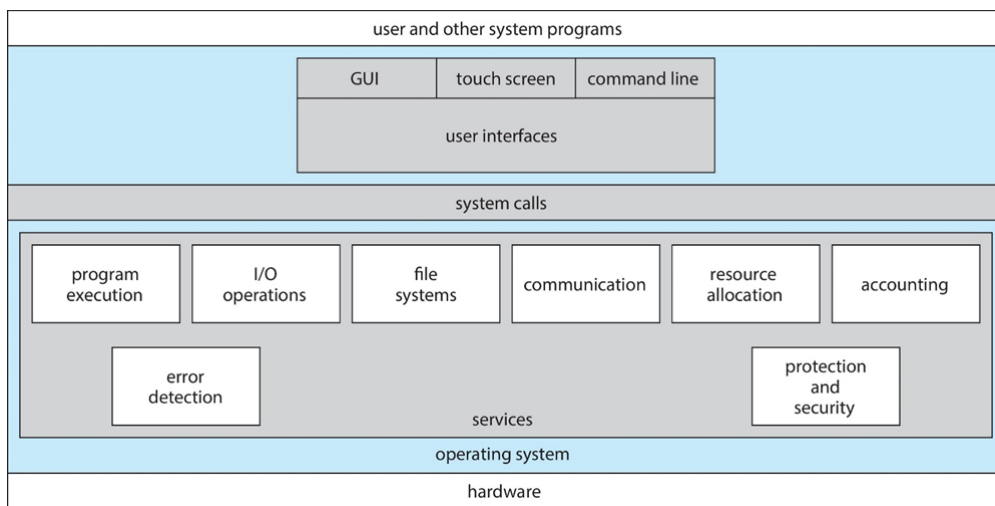 user and other system programs
GUI
touch screen
command line
user interfaces
system calls
program
execution
I/O
operations
file
systems
communication
resource
allocation
accounting
error
detection
protection
and
security
services
operating system
hardware